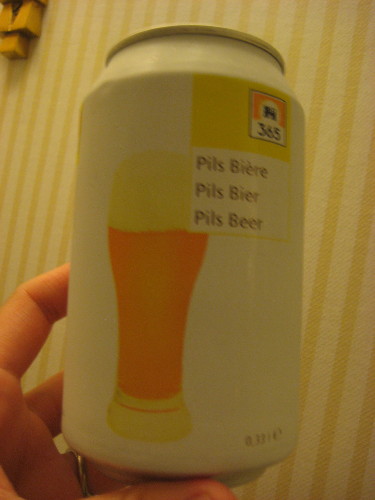 365
Pils Bière
Pils Bier
Pils Beer
0,33 l e